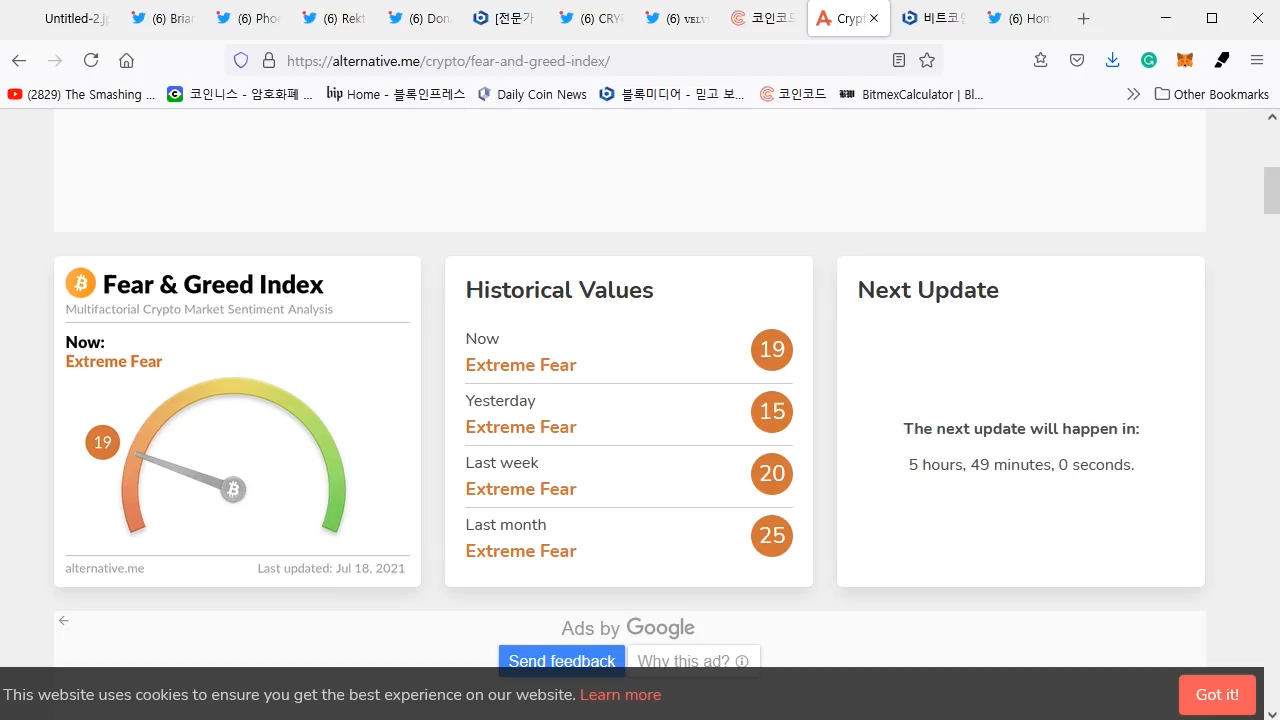 Untitled-2.j
(6) Bria
(6) Pho
(6) Rekt
(6) Don
[전문가
(6) CRY
(6) VELV
코인코드
Crypt
비트코인
(6) Hom
https://alternative.me/crypto/fear-and-greed-index/
(2829) The Smashing ...
코인니스 - 암호화폐 ...
bip Home - 블록인프레스
Daily Coin News
블록미디어 - 믿고 보...
코인코드
BitmexCalculator | Bl...
Other Bookmarks
Fear & Greed Index
Multifactorial Crypto Market Sentiment Analysis
Now:
Extreme Fear
19
alternative.me
Last updated: Jul 18, 2021
Historical Values
Now
Extreme Fear
19
Yesterday
Extreme Fear
15
Last week
Extreme Fear
20
Last month
Extreme Fear
25
Next Update
The next update will happen in:
5 hours, 49 minutes, 0 seconds.
Ads by Google
Send feedback
Why this ad?
This website uses cookies to ensure you get the best experience on our website. Learn more
Got it!